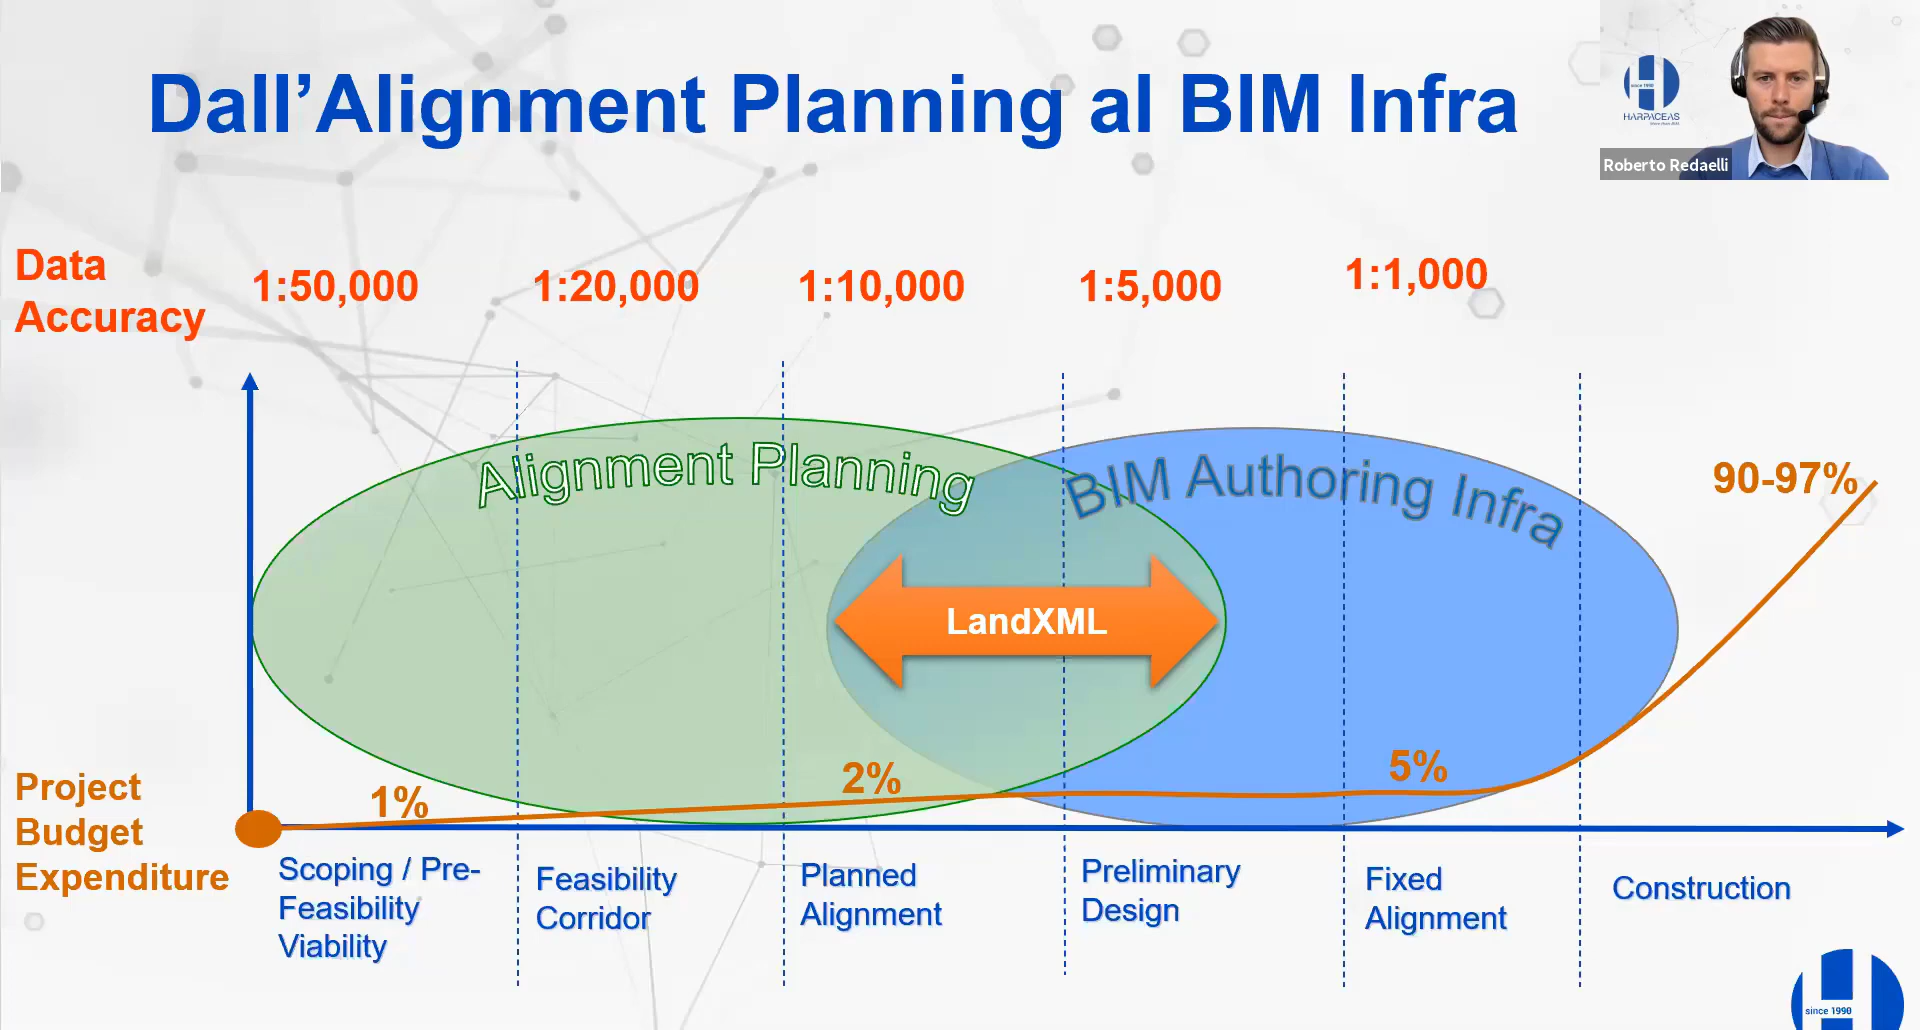 Dall’Alignment Planning al BIM Infra
since 1990
HARPACEAS
Roberto Redaelli
Data
Accuracy
1:50,000
1:20,000
1:10,000
1:5,000
1:1,000
Alignment Planning
BIM Authoring Infra
90-97%
LandXML
1%
2%
5%
Project
Budget
Expenditure
Scoping / Pre-
Feasibility
Viability
Feasibility
Corridor
Planned
Alignment
Preliminary
Design
Fixed
Alignment
Construction
since 1990